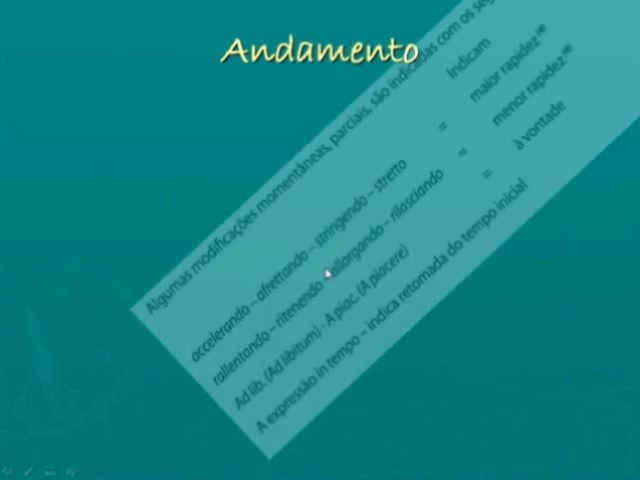 Andamento
Algumas modificações momentâneas, parciais, são indicadas com os seg
Indicam
accelerando – affrettando – stringendo – stretto = maior rapidez
rallentando – ritenendo – allargando – rilasciando = menor rapidez
Ad lib. (Ad libitum) - A piac. (A piacere) = à vontade
A expressão in tempo – indica retomada do tempo inicial